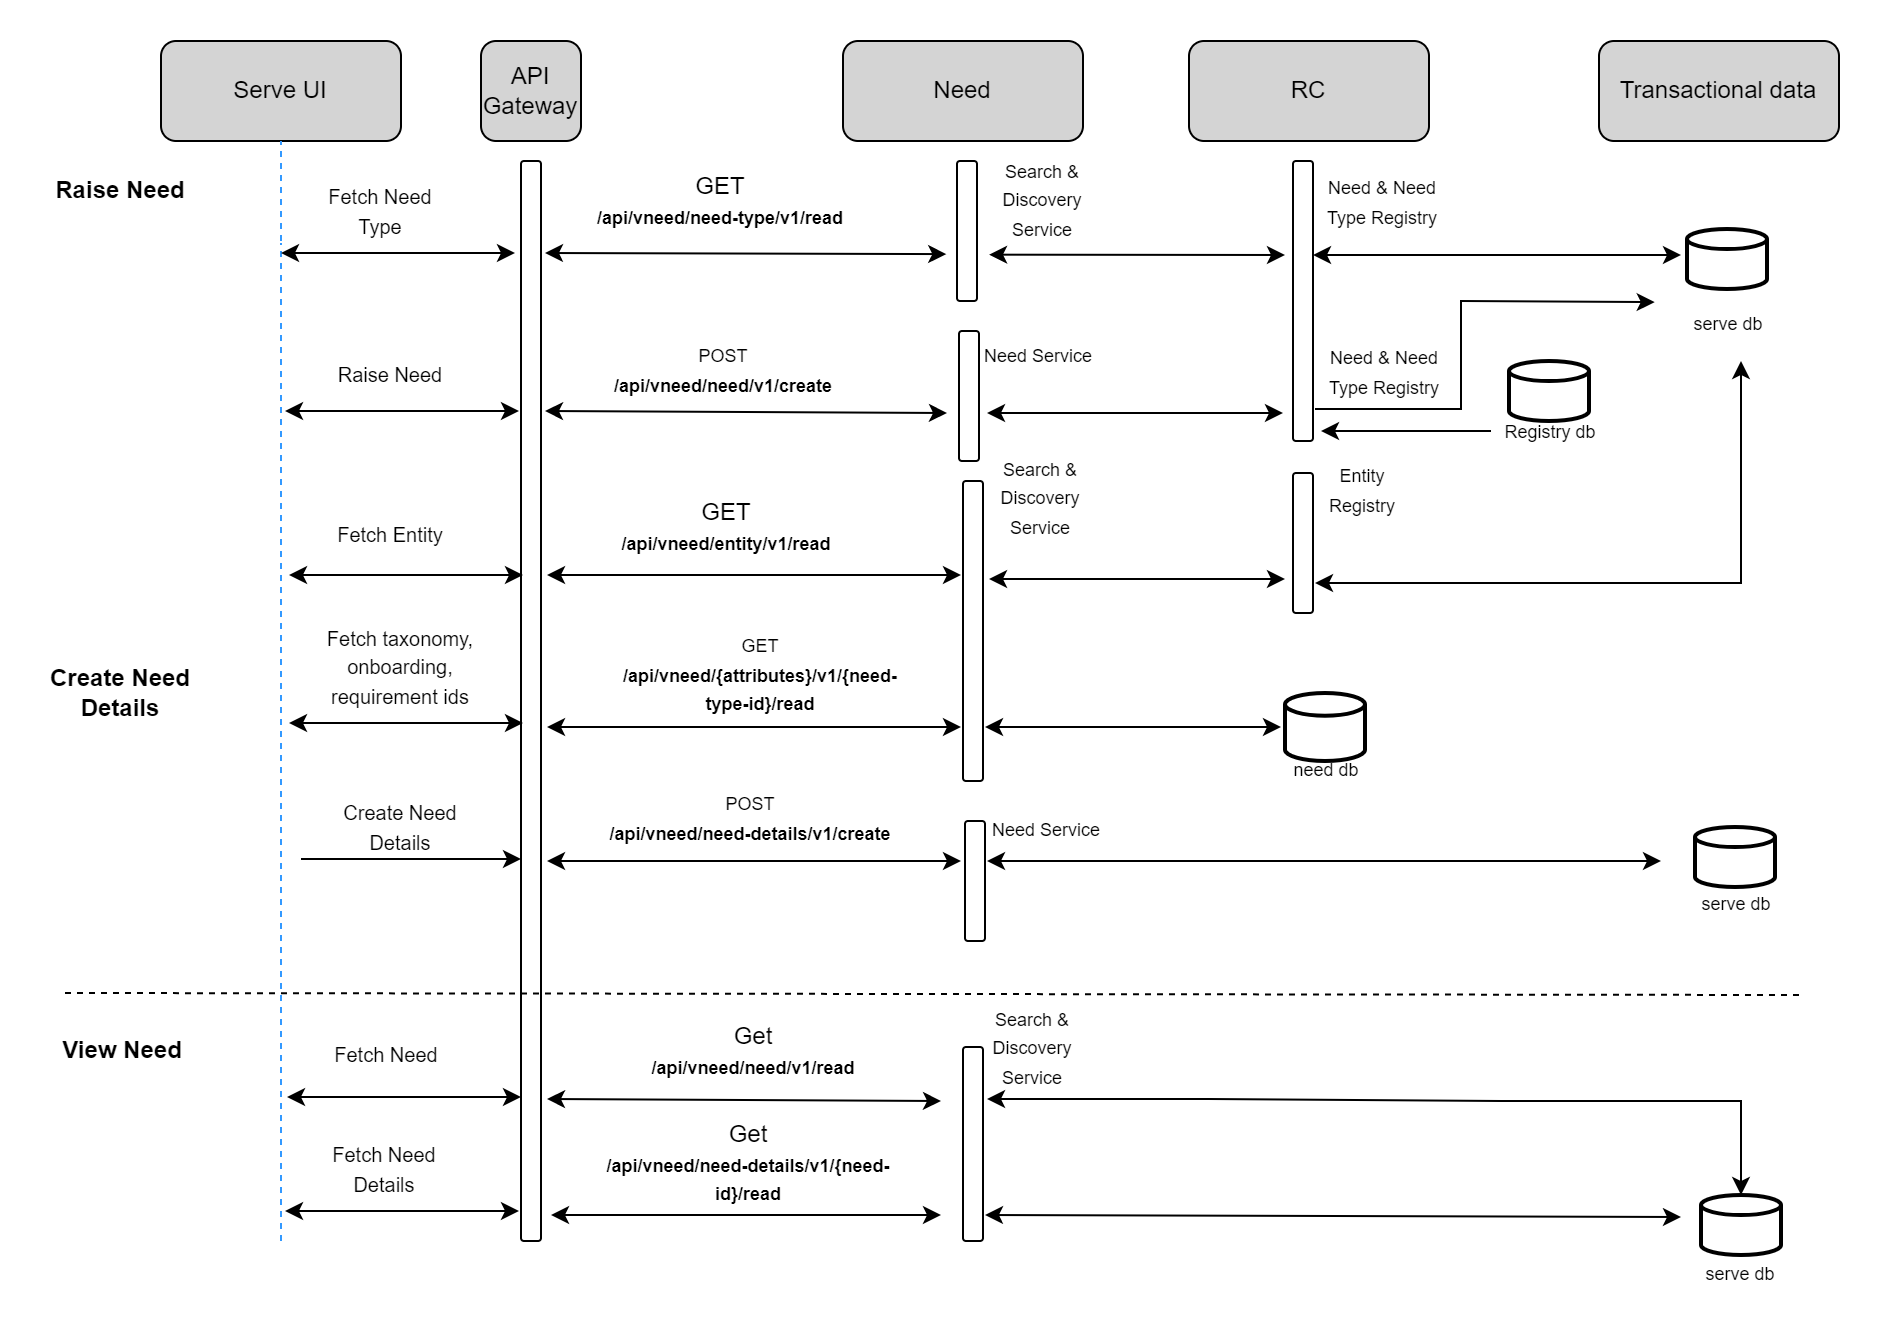 Serve UI
API
Gateway
Need
RC
Transactional data
Raise Need
Fetch Need
Type
GET
/api/vneed/need-type/v1/read
Search &
Discovery
Service
Need & Need
Type Registry
serve db
Raise Need
POST
/api/vneed/need/v1/create
Need Service
Need & Need
Type Registry
Registry db
Fetch Entity
GET
/api/vneed/entity/v1/read
Search &
Discovery
Service
Entity
Registry
Create Need
Details
Fetch taxonomy,
onboarding,
requirement ids
GET
/api/vneed/{attributes}/v1/{need-
type-id}/read
need db
Create Need
Details
POST
/api/vneed/need-details/v1/create
Need Service
serve db
View Need
Fetch Need
Get
/api/vneed/need/v1/read
Search &
Discovery
Service
Fetch Need
Details
Get
/api/vneed/need-details/v1/{need-
id}/read
serve db